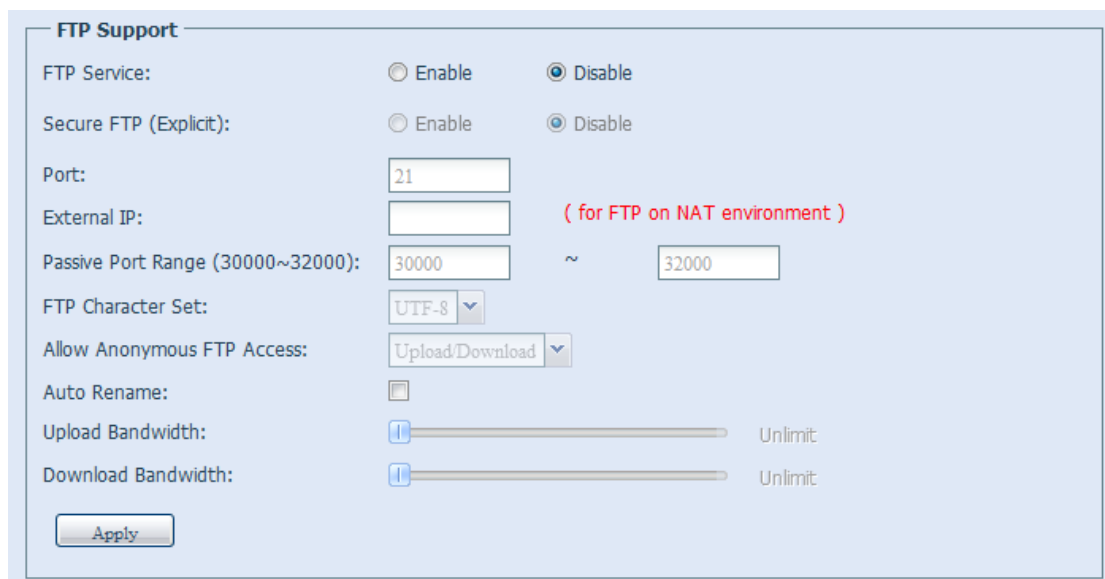 FTP Support
FTP Service: Enable Disable
Secure FTP (Explicit): Enable Disable
Port: 21
External IP: ( for FTP on NAT environment )
Passive Port Range (30000~32000): 30000 ~ 32000
FTP Character Set: UTF-8
Allow Anonymous FTP Access: Upload/Download
Auto Rename:
Upload Bandwidth: Unlimit
Download Bandwidth: Unlimit
Apply